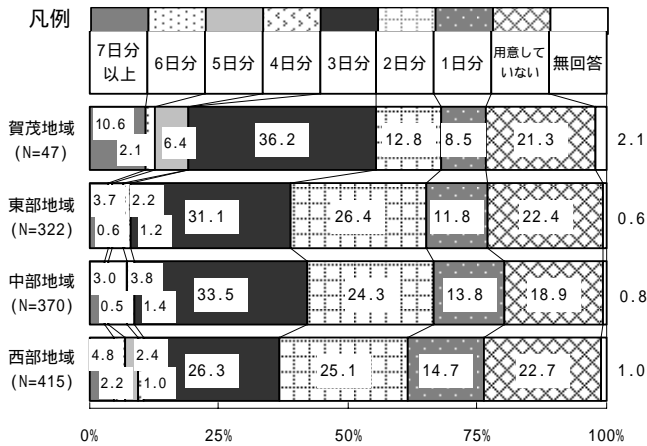 凡例
7日分以上 6日分 5日分 4日分 3日分 2日分 1日分 用意していない 無回答
賀茂地域
(N=47)
10.6 2.1 6.4 36.2 12.8 8.5 21.3 2.1
東部地域
(N=322)
3.7 0.6 2.2 1.2 31.1 26.4 11.8 22.4 0.6
中部地域
(N=370)
3.0 0.5 3.8 1.4 33.5 24.3 13.8 18.9 0.8
西部地域
(N=415)
4.8 2.2 2.4 1.0 26.3 25.1 14.7 22.7 1.0
0% 25% 50% 75% 100%